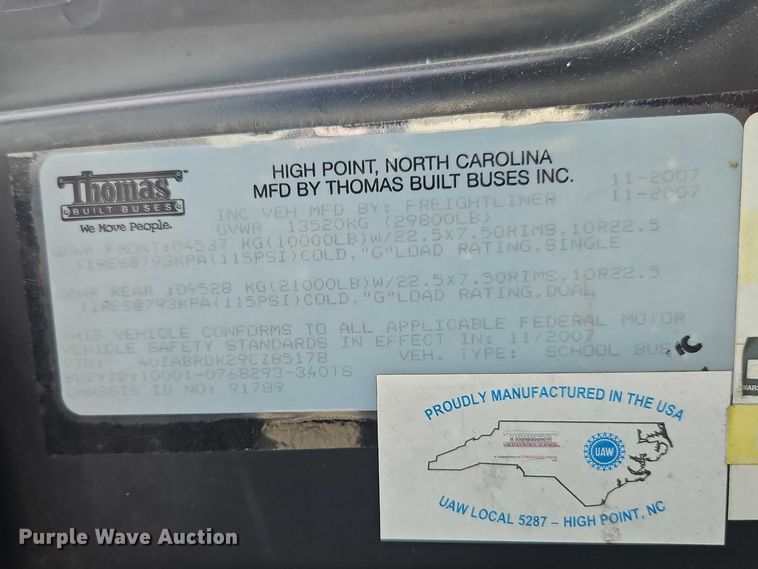 Thomas
BUILT BUSES
We Move People.
HIGH POINT, NORTH CAROLINA
MFD BY THOMAS BUILT BUSES INC. 11-2007
INC VEH MFD BY: FREIGHTLINER 11-2007
GVWR 13520KG (29800LB)
GAWR FRONT:04537 KG(10000LB)W/22.5X7.50RIMS,10R22.5
TIRES@793KPA(115PSI)COLD,"G"LOAD RATING,SINGLE
GAWR REAR :09528 KG(21000LB)W/22.5X7.50RIMS,10R22.5
TIRES@793KPA(115PSI)COLD,"G"LOAD RATING,DUAL
THIS VEHICLE CONFORMS TO ALL APPLICABLE FEDERAL MOTOR
VEHICLE SAFETY STANDARDS IN EFFECT IN: 11/2007
VIN: 4UZABRDK29CZ85178 VEH. TYPE: SCHOOL BUS
BODYID:10001-0768293-340TS
CHASSIS ID NO: 91789
PROUDLY MANUFACTURED IN THE USA
THOMAS
UAW
UAW LOCAL 5287 – HIGH POINT, NC
Purple Wave Auction